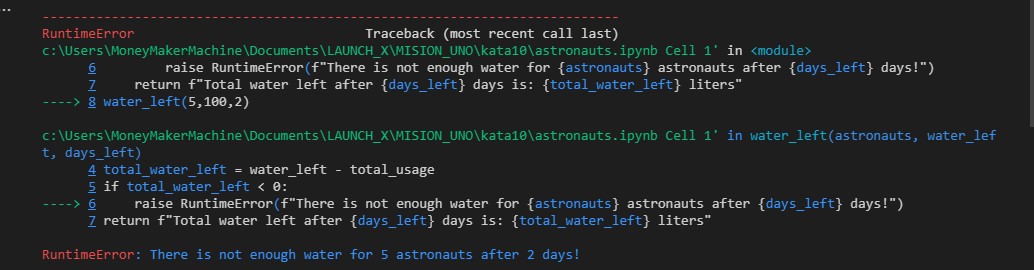 ...
---------------------------------------------------------------------------
RuntimeError                              Traceback (most recent call last)
c:\Users\MoneyMakerMachine\Documents\LAUNCH_X\MISION_UNO\kata10\astronauts.ipynb Cell 1' in <module>
      6         raise RuntimeError(f"There is not enough water for {astronauts} astronauts after {days_left} days!")
      7     return f"Total water left after {days_left} days is: {total_water_left} liters"
----> 8 water_left(5,100,2)
c:\Users\MoneyMakerMachine\Documents\LAUNCH_X\MISION_UNO\kata10\astronauts.ipynb Cell 1' in water_left(astronauts, water_lef
t, days_left)
      4 total_water_left = water_left - total_usage
      5 if total_water_left < 0:
----> 6     raise RuntimeError(f"There is not enough water for {astronauts} astronauts after {days_left} days!")
      7 return f"Total water left after {days_left} days is: {total_water_left} liters"
RuntimeError: There is not enough water for 5 astronauts after 2 days!